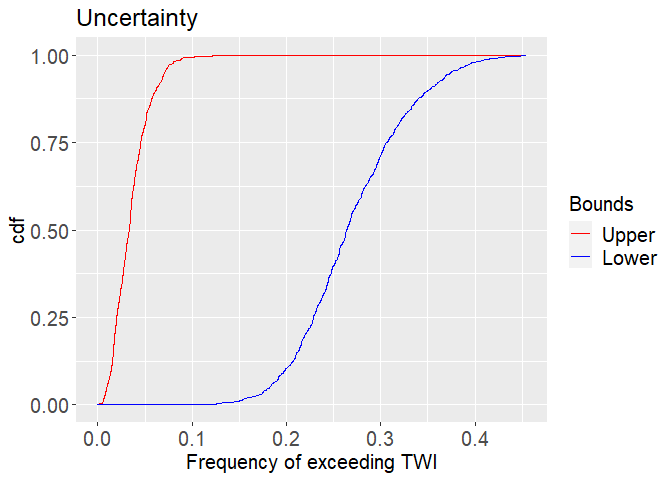 Uncertainty
1.00
0.75
0.50
0.25
0.00
cdf
0.0 0.1 0.2 0.3 0.4
Frequency of exceeding TWI
Bounds
Upper
Lower